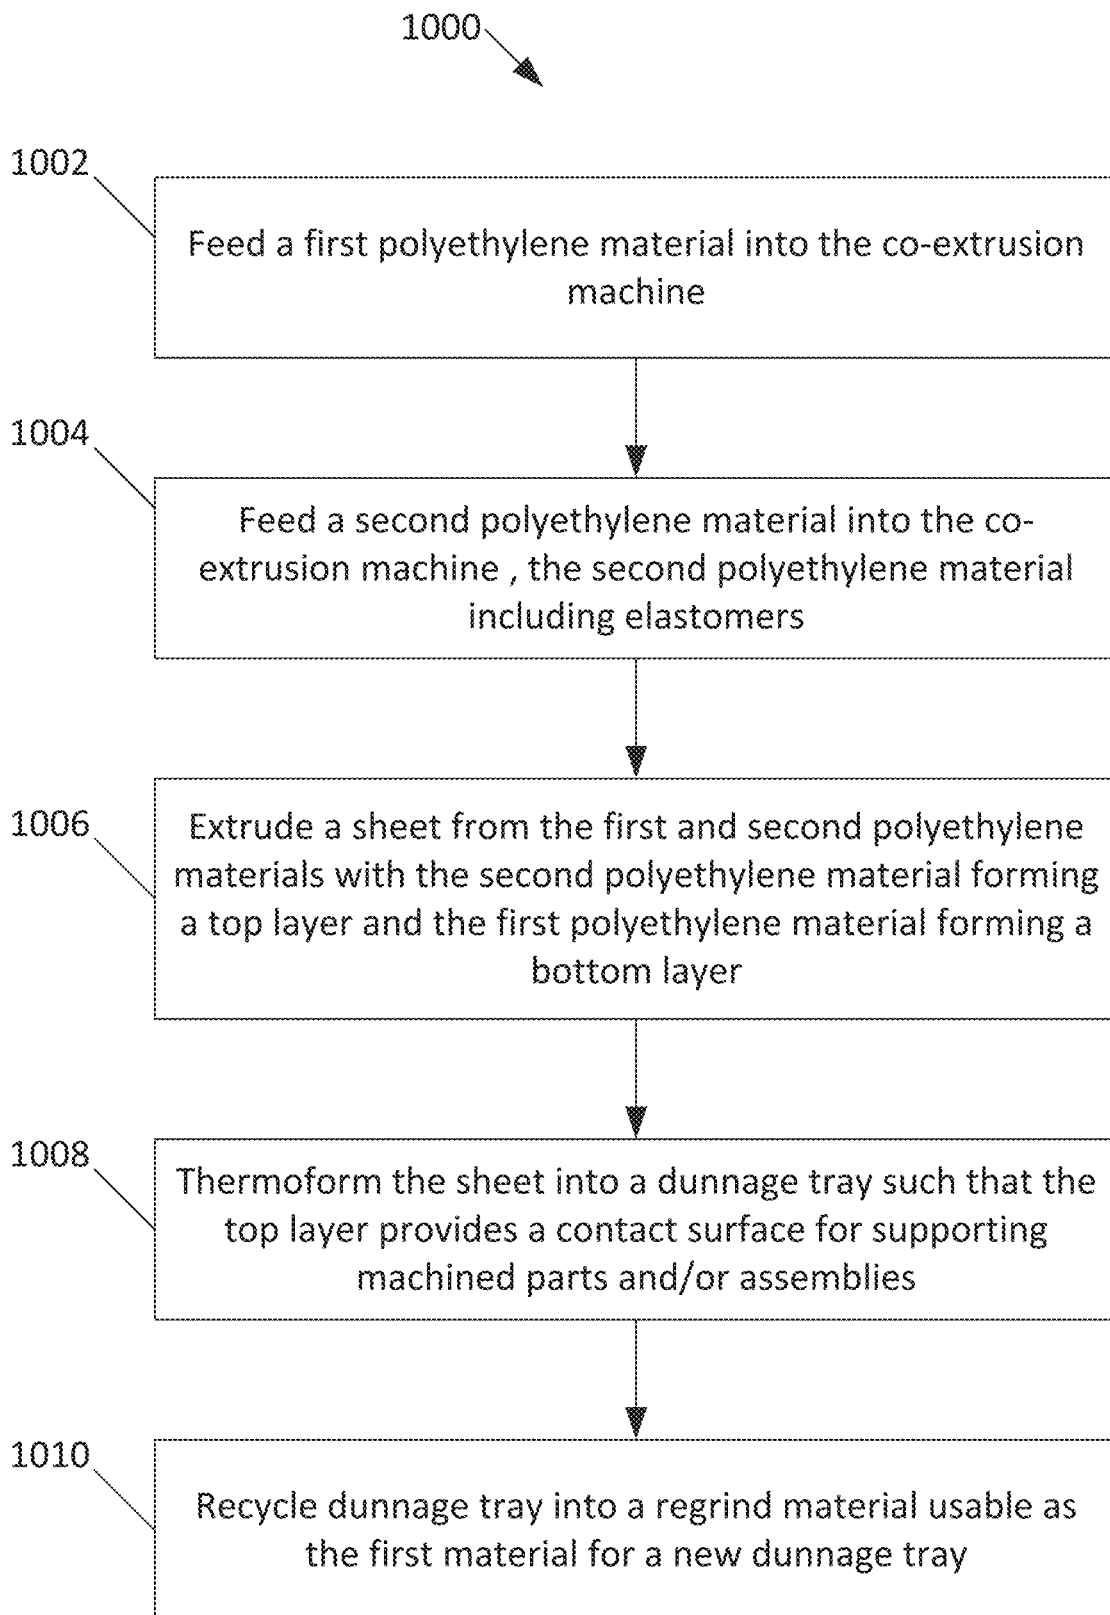 1000
1002
Feed a first polyethylene material into the co-extrusion
machine
1004
Feed a second polyethylene material into the co-
extrusion machine , the second polyethylene material
including elastomers
1006
Extrude a sheet from the first and second polyethylene
materials with the second polyethylene material forming
a top layer and the first polyethylene material forming a
bottom layer
1008
Thermoform the sheet into a dunnage tray such that the
top layer provides a contact surface for supporting
machined parts and/or assemblies
1010
Recycle dunnage tray into a regrind material usable as
the first material for a new dunnage tray